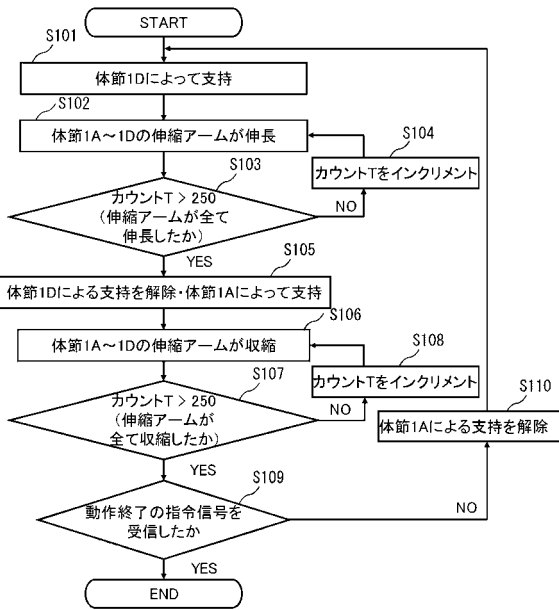 START
S101
体節1Dによって支持
S102
体節1A～1Dの伸縮アームが伸長
S104
カウントTをインクリメント
S103
カウントT > 250
(伸縮アームが全て
伸長したか)
NO
YES
S105
体節1Dによる支持を解除・体節1Aによって支持
S106
体節1A～1Dの伸縮アームが収縮
S108
カウントTをインクリメント
S107
カウントT > 250
(伸縮アームが
全て収縮したか)
NO
YES
S110
体節1Aによる支持を解除
S109
動作終了の指令信号を
受信したか
NO
YES
END